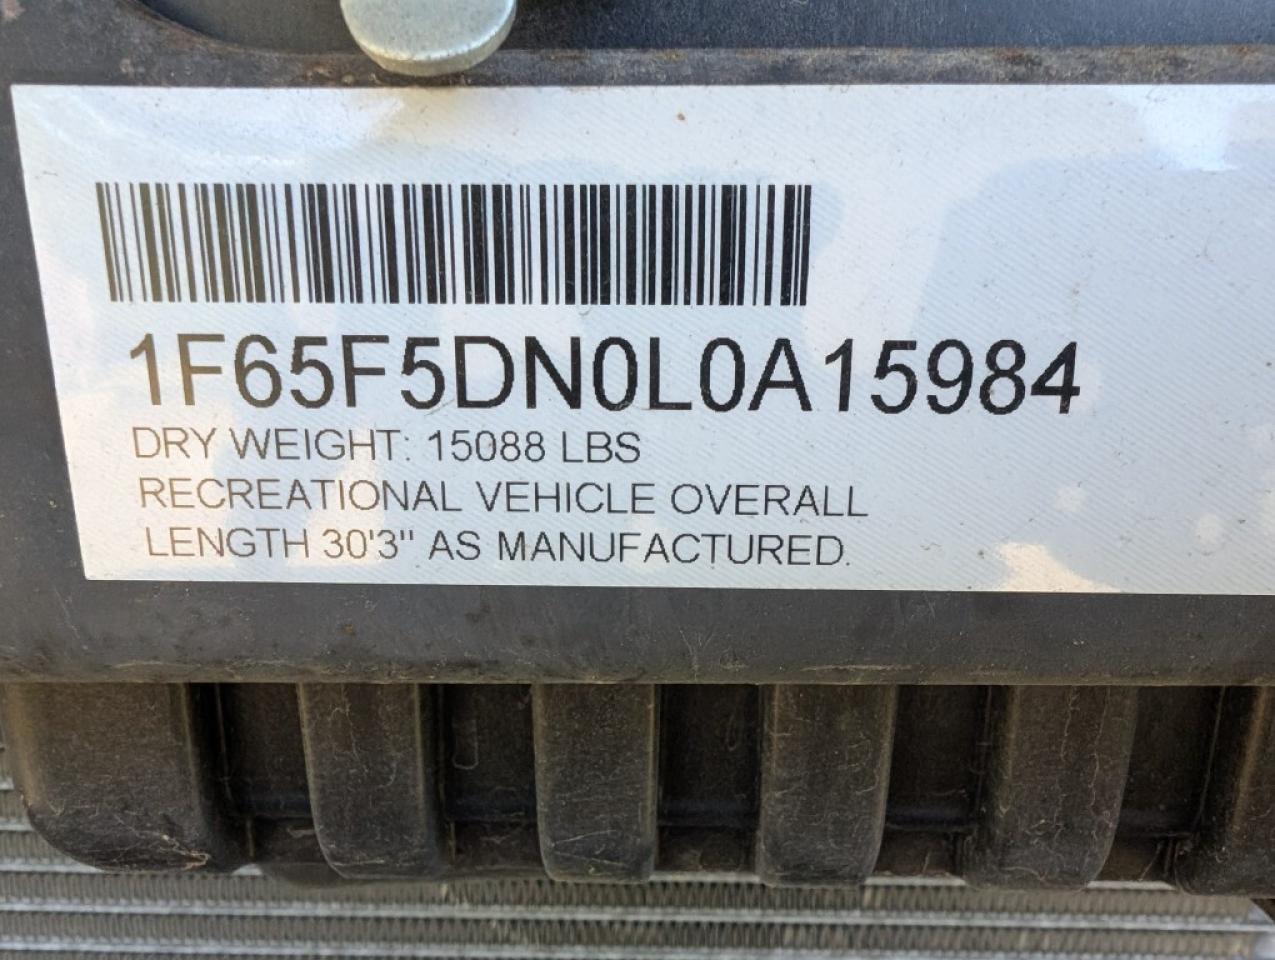 1F65F5DN0L0A15984
DRY WEIGHT: 15088 LBS
RECREATIONAL VEHICLE OVERALL
LENGTH 30'3" AS MANUFACTURED.